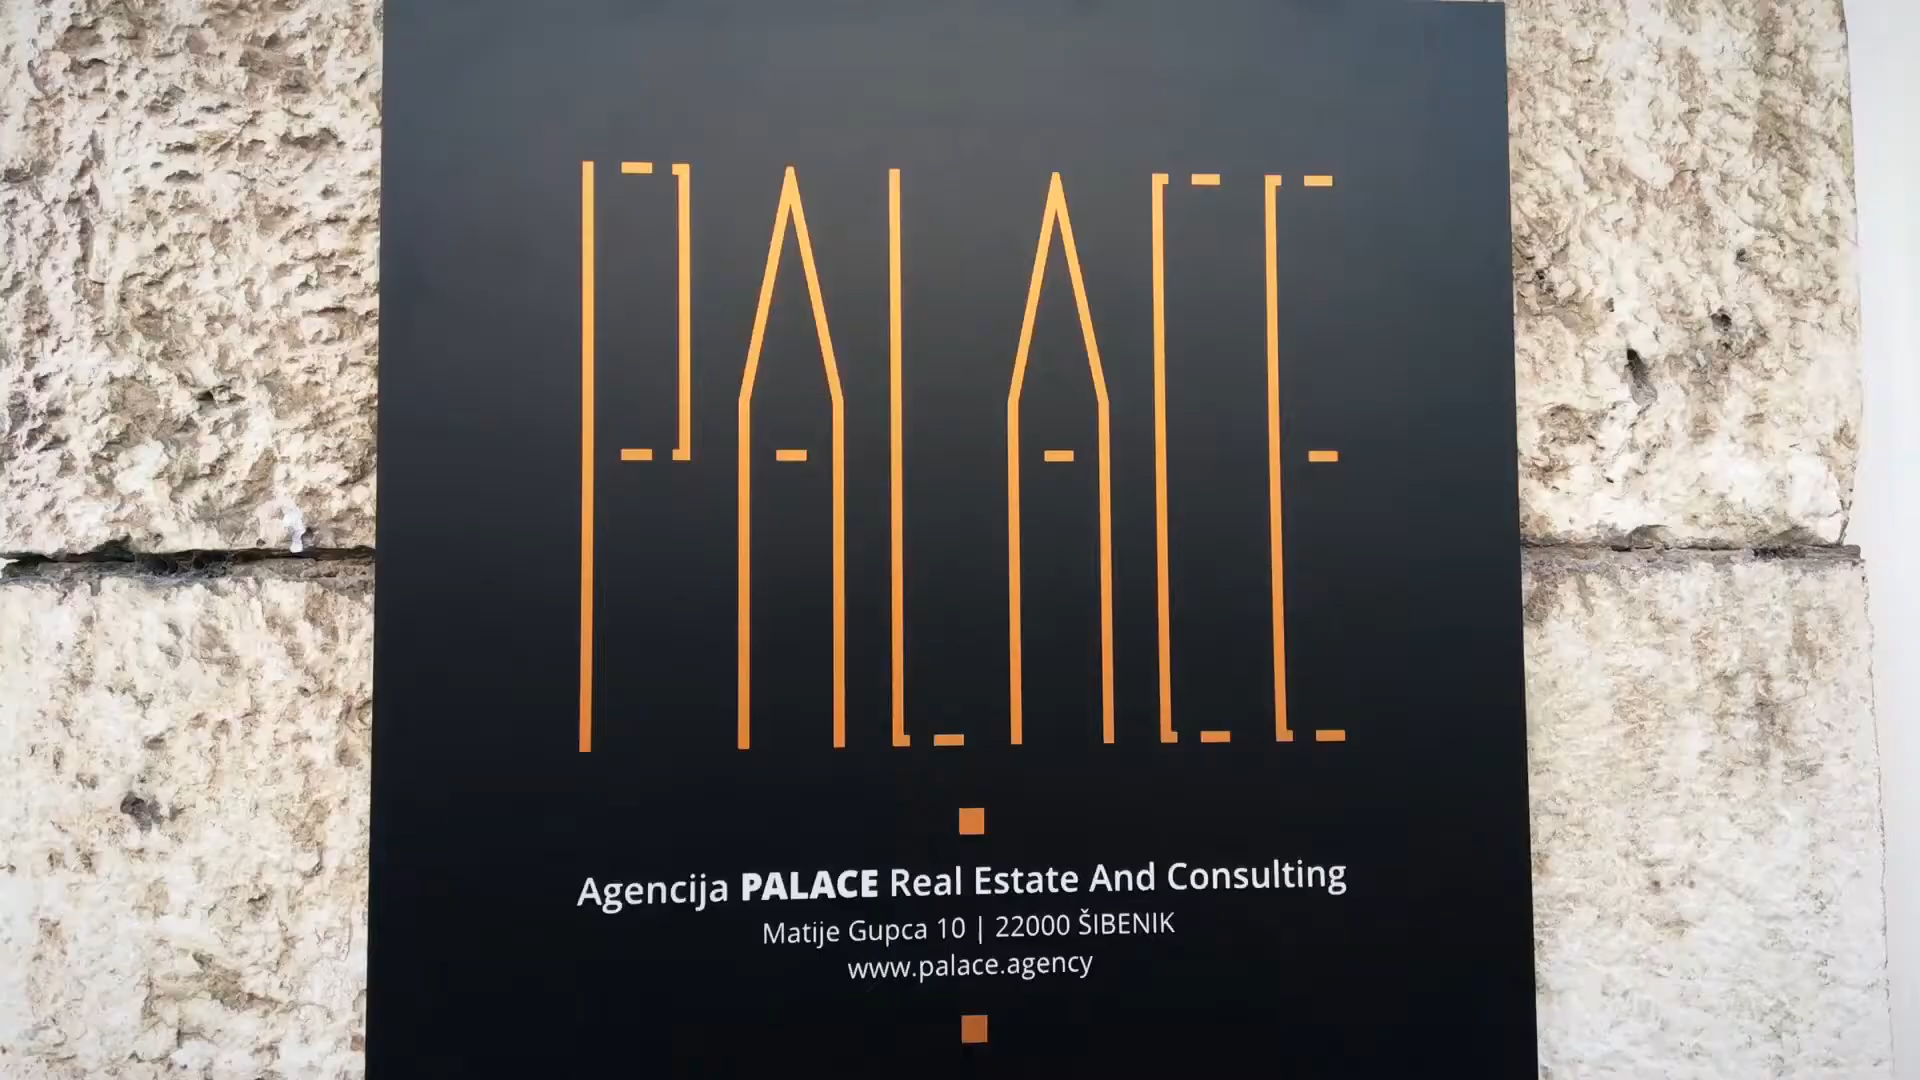 PALACE
Agencija PALACE Real Estate And Consulting
Matije Gupca 10 | 22000 ŠIBENIK
www.palace.agency